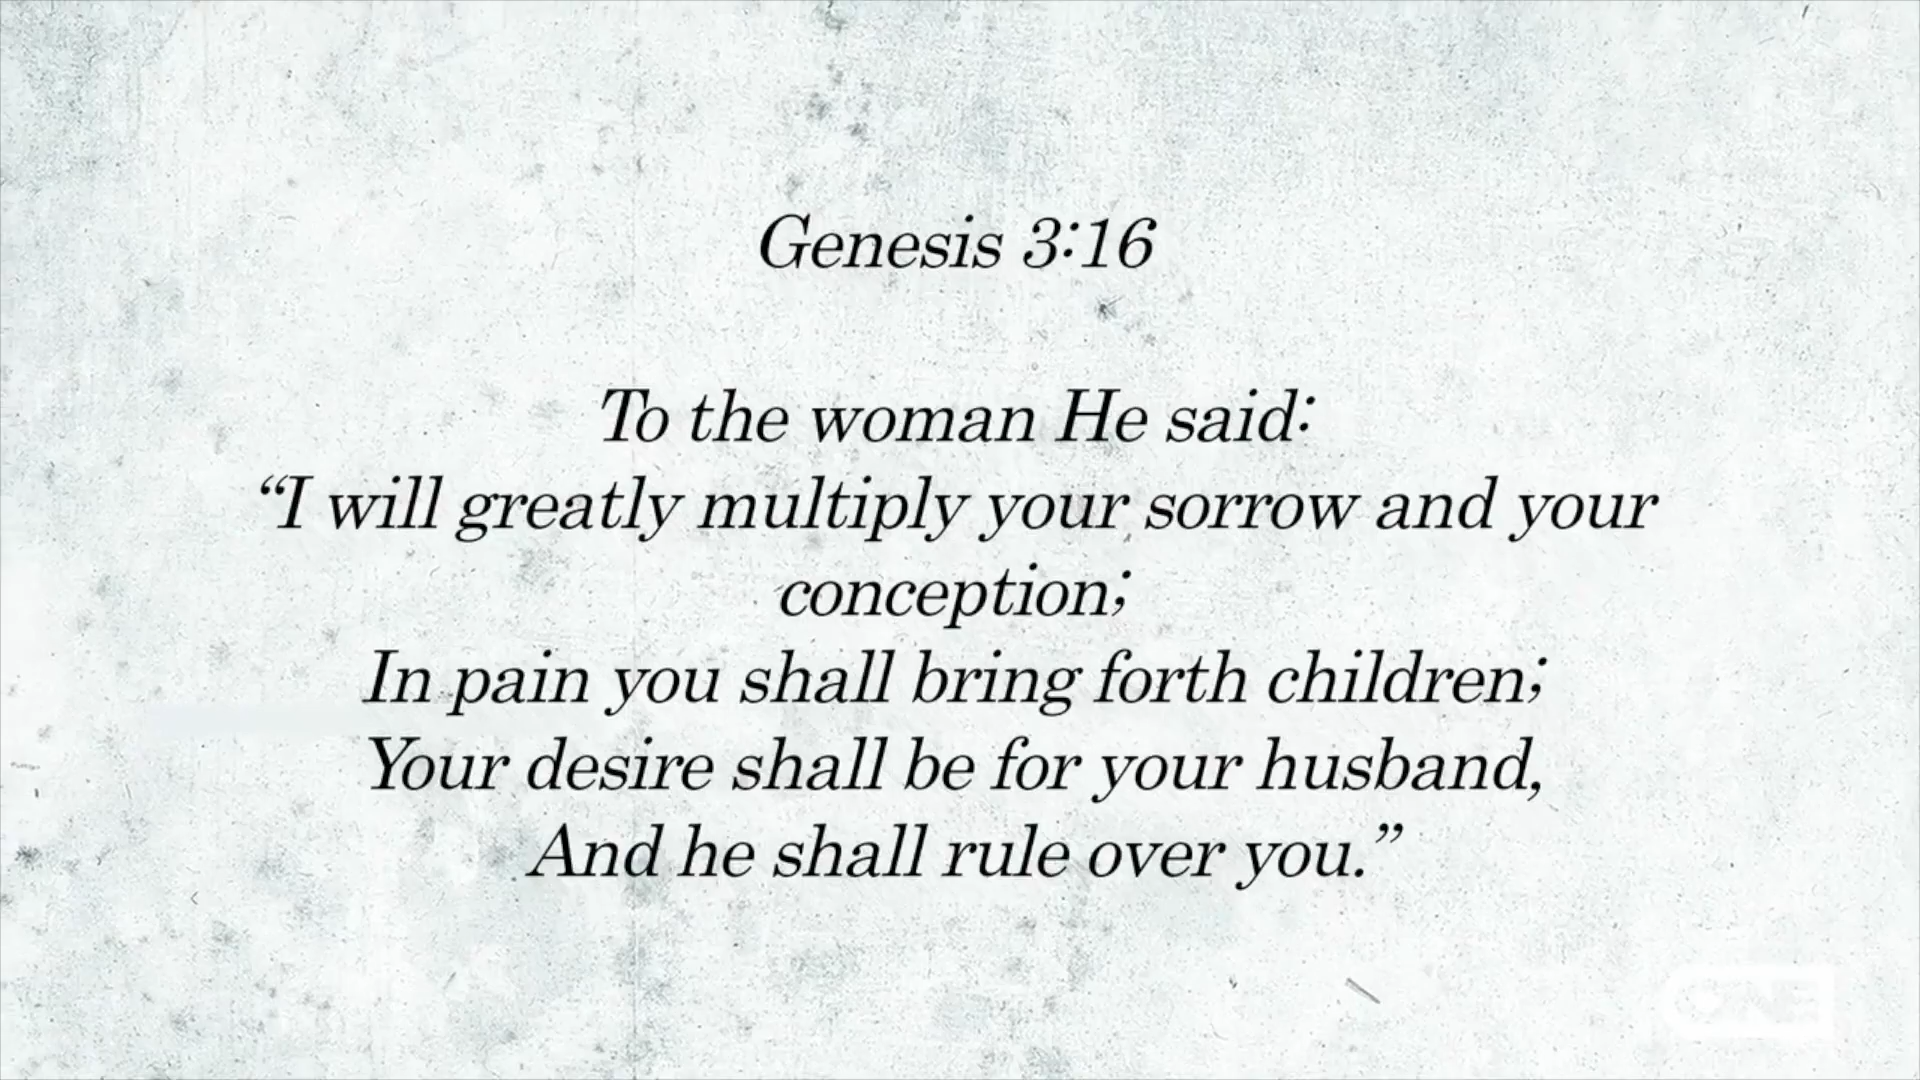 Genesis 3:16
To the woman He said:
“I will greatly multiply your sorrow and your
conception;
In pain you shall bring forth children;
Your desire shall be for your husband,
And he shall rule over you.”
ONE